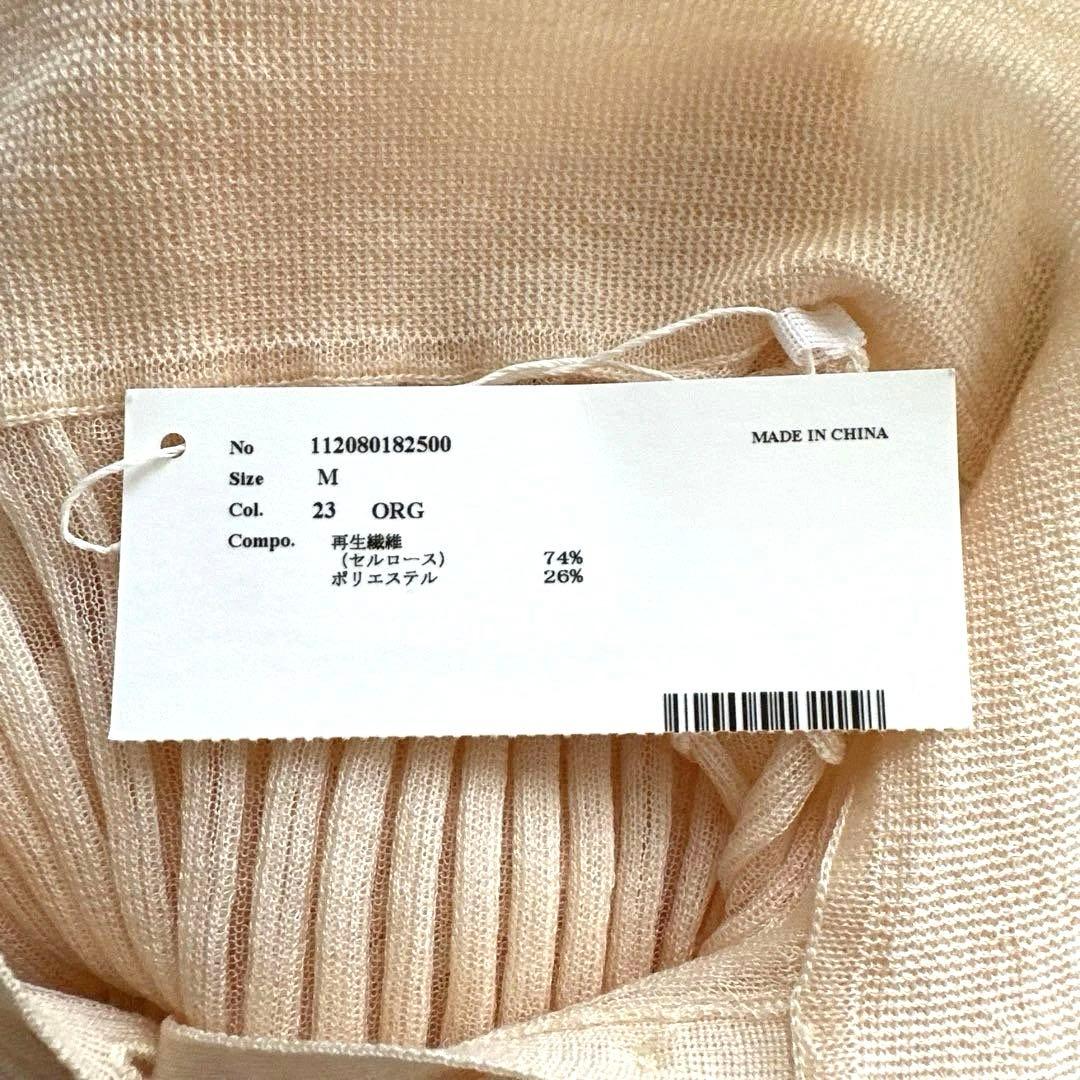 No 112080182500
MADE IN CHINA
Size M
Col. 23 ORG
Compo. 再生繊維
(セルロース) 74%
ポリエステル 26%